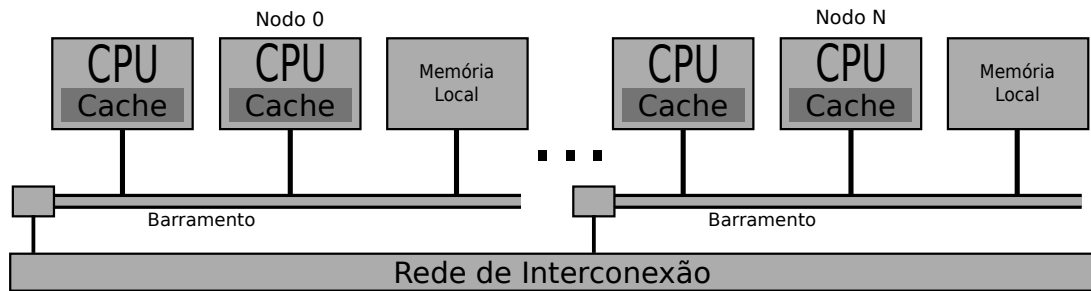 Nodo 0
CPU
Cache
CPU
Cache
Memória
Local
Barramento
Nodo N
CPU
Cache
CPU
Cache
Memória
Local
Barramento
Rede de Interconexão